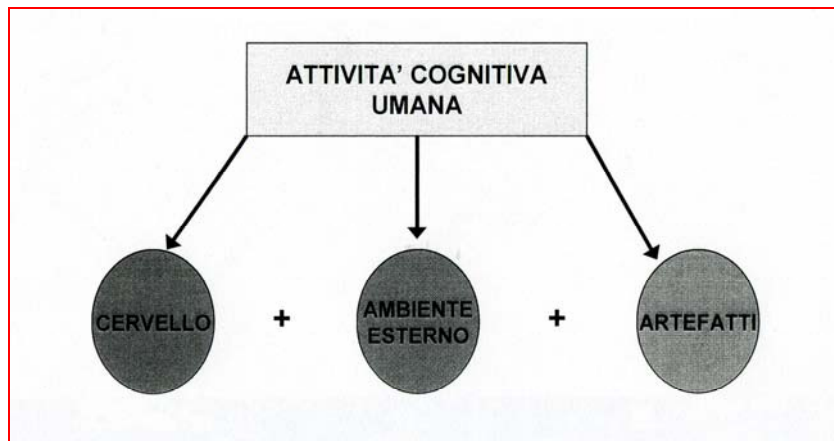 ATTIVITA' COGNITIVA
UMANA
CERVELLO
+
AMBIENTE
ESTERNO
+
ARTEFATTI